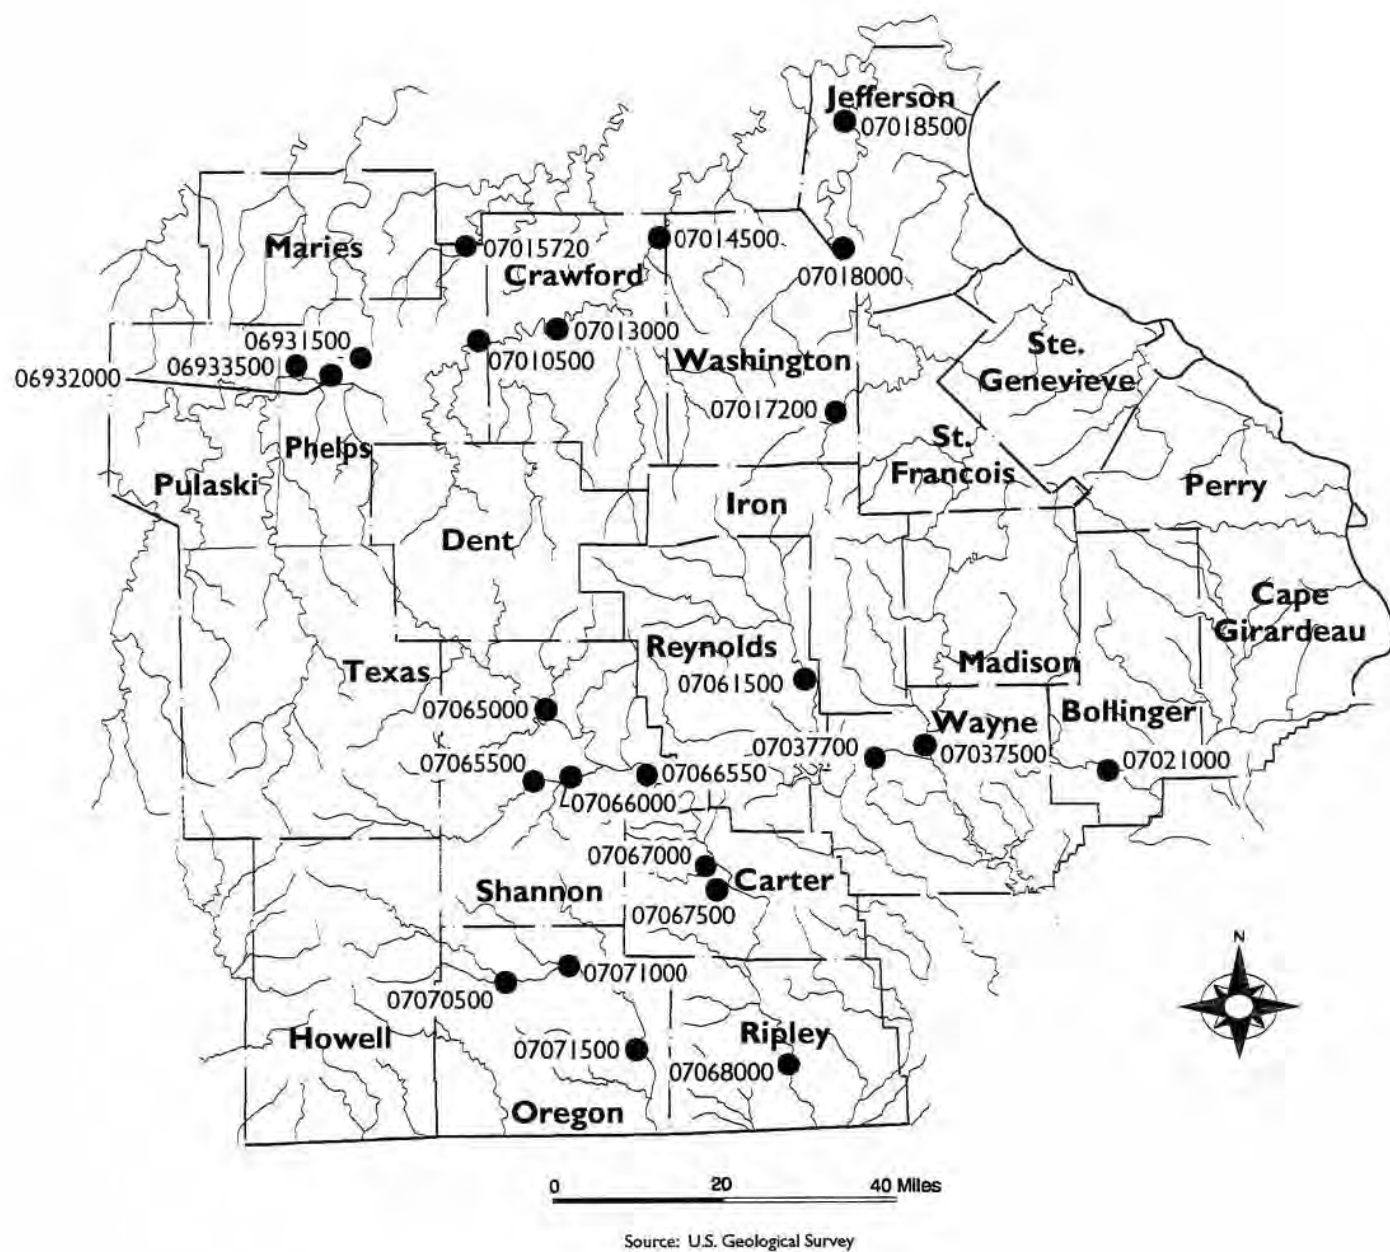 Jefferson
07018500
Maries
07015720
07014500
Crawford
07018000
06931500
07013000
Ste.
Genevieve
06933500
07010500
Washington
06932000
07017200
St.
Francois
Phelps
Pulaski
Iron
Perry
Dent
Cape
Girardeau
Reynolds
Madison
Texas
07061500
07065000
Wayne
Bollinger
07037700
07037500
07065500
07066550
07021000
07066000
07067000
Carter
Shannon
07067500
N
07071000
07070500
Howell
Ripley
07071500
07068000
Oregon
0 20 40 Miles
Source: U.S. Geological Survey